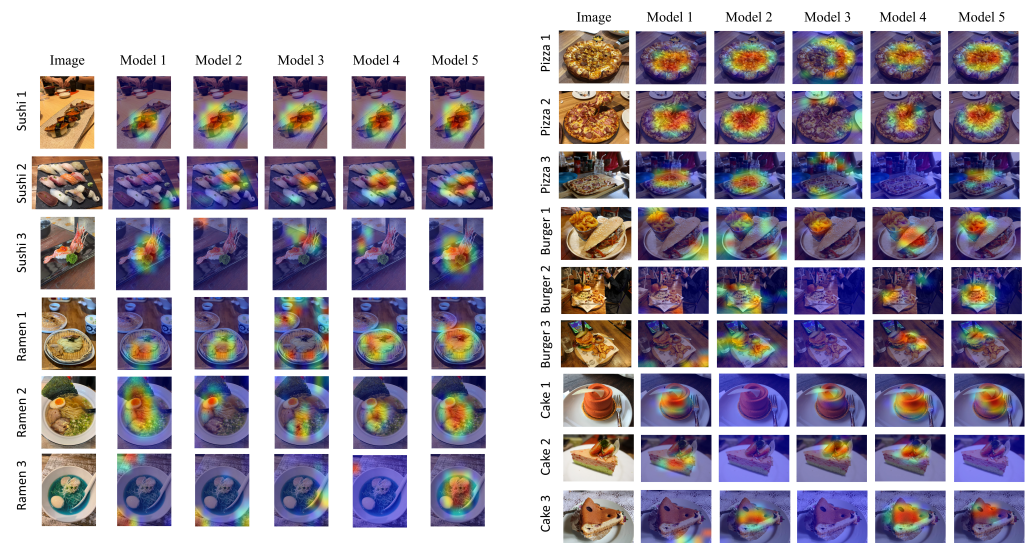 Image Model 1 Model 2 Model 3 Model 4 Model 5
Sushi 1
Sushi 2
Sushi 3
Ramen 1
Ramen 2
Ramen 3
Image Model 1 Model 2 Model 3 Model 4 Model 5
Pizza 1
Pizza 2
Pizza 3
Burger 1
Burger 2
Burger 3
Cake 1
Cake 2
Cake 3